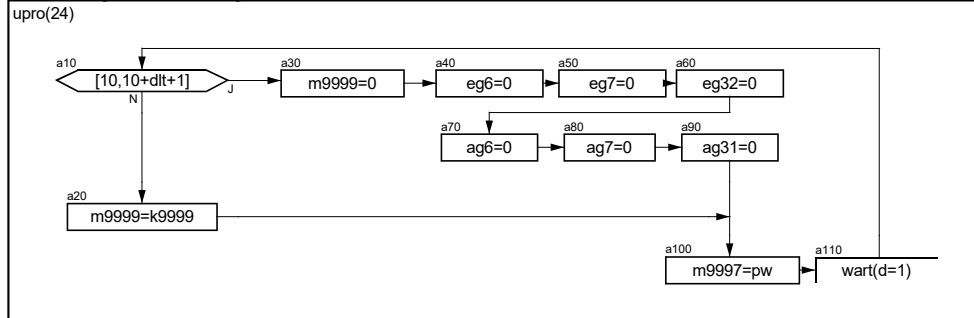 upro(24)
a10
[10,10+dlt+1]
J
N
a30
m9999=0
a40
eg6=0
a50
eg7=0
a60
eg32=0
a70
ag6=0
a80
ag7=0
a90
ag31=0
a20
m9999=k9999
a100
m9997=pw
a110
wart(d=1)